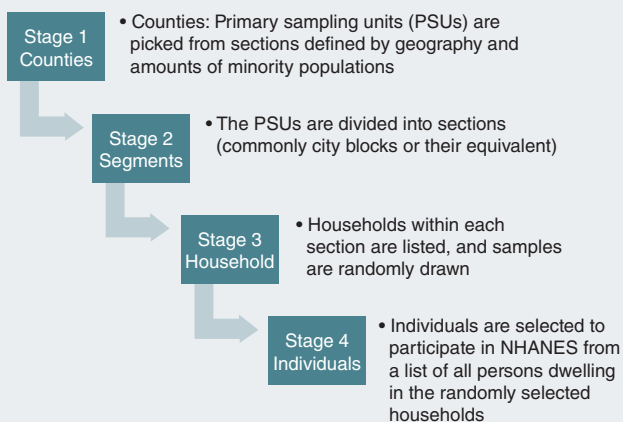 Stage 1
Counties
• Counties: Primary sampling units (PSUs) are
picked from sections defined by geography and
amounts of minority populations
Stage 2
Segments
• The PSUs are divided into sections
(commonly city blocks or their equivalent)
Stage 3
Household
• Households within each
section are listed, and samples
are randomly drawn
Stage 4
Individuals
• Individuals are selected to
participate in NHANES from
a list of all persons dwelling
in the randomly selected
households